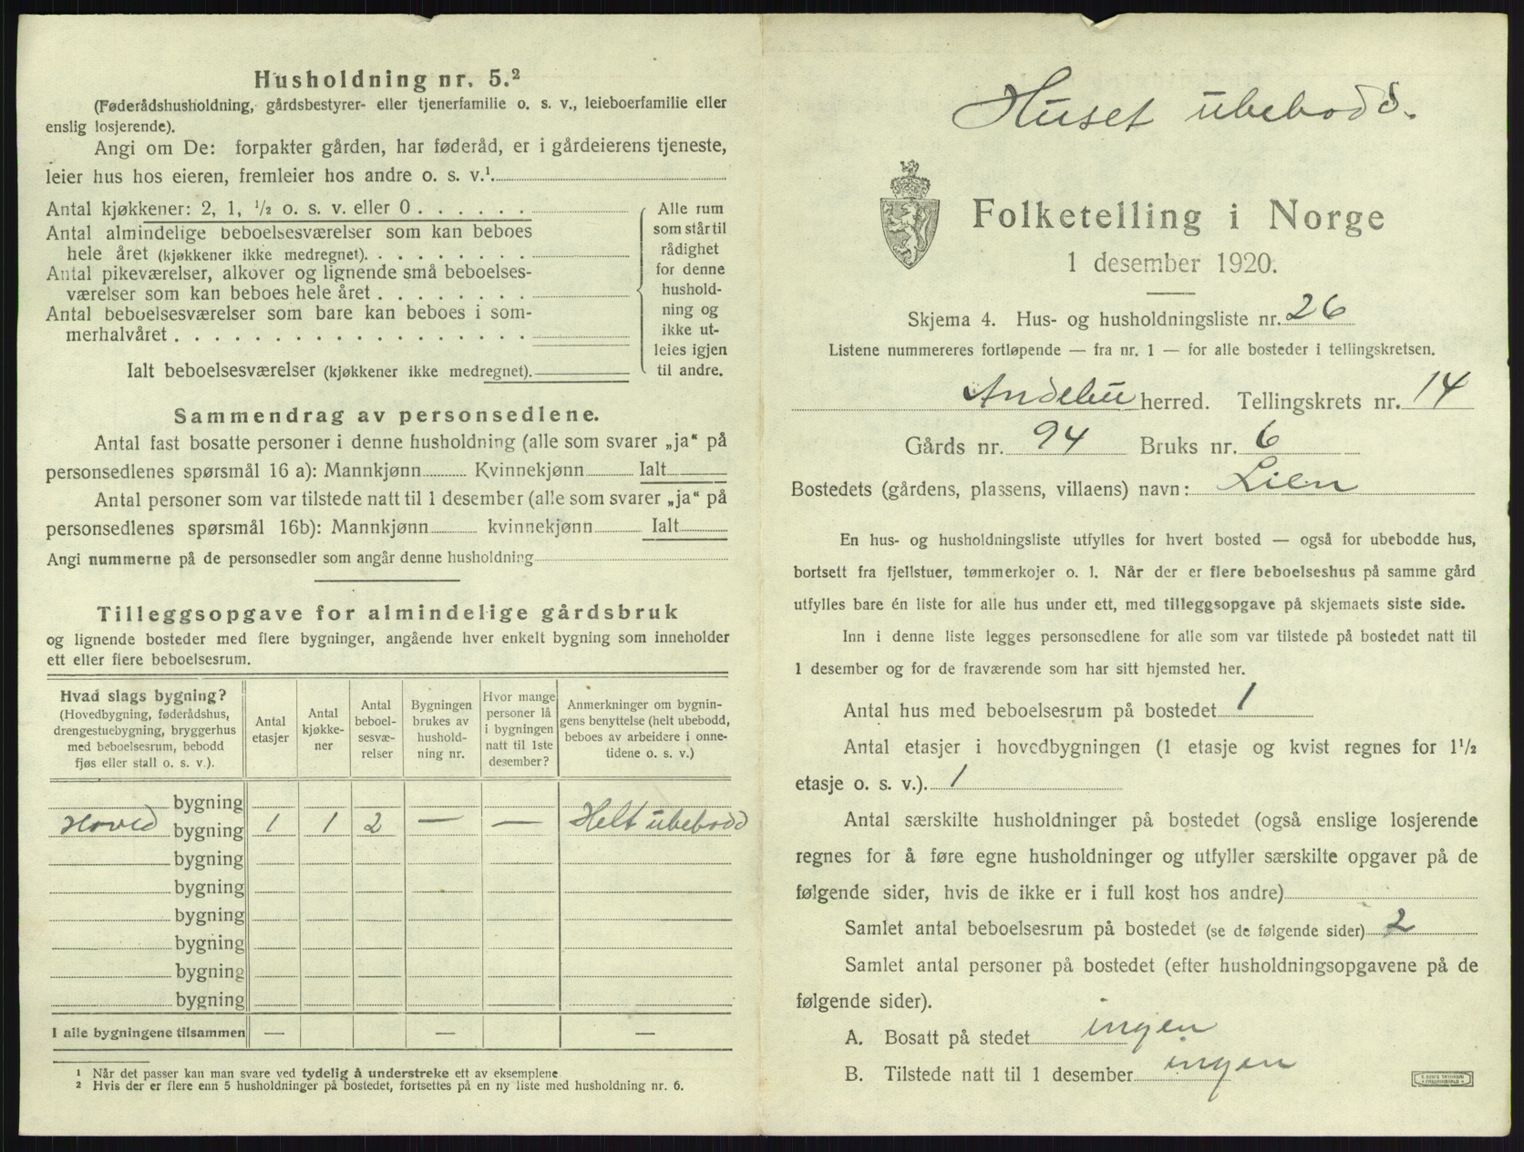 Husholdning nr. 5.²
(Føderådshusholdning, gårdsbestyrer- eller tjenerfamilie o. s. v., leieboerfamilie eller
enslig losjerende).
Angi om De: forpakter gården, har føderåd, er i gårdeierens tjeneste,
leier hus hos eieren, fremleier hos andre o. s. v.¹
Antal kjøkkener: 2, 1, ½ o. s. v. eller 0 . . . . . .
Antal almindelige beboelsesværelser som kan beboes
hele året (kjøkkener ikke medregnet). . . . . . . . .
Antal pikeværelser, alkover og lignende små beboelses-
værelser som kan beboes hele året . . . . . . . .
Antal beboelsesværelser som bare kan beboes i som-
merhalvåret . . . . . . . . . . . . . . . . . .
Ialt beboelsesværelser (kjøkkener ikke medregnet).
Alle rum
som står til
rådighet
for denne
hushold-
ning og
ikke ut-
leies igjen
til andre.
Sammendrag av personsedlene.
Antal fast bosatte personer i denne husholdning (alle som svarer „ja“ på
personsedlenes spørsmål 16 a): Mannkjønn Kvinnekjønn Ialt
Antal personer som var tilstede natt til 1 desember (alle som svarer „ja“ på
personsedlenes spørsmål 16b): Mannkjønn kvinnekjønn Ialt
Angi nummerne på de personsedler som angår denne husholdning
Tilleggsopgave for almindelige gårdsbruk
og lignende bosteder med flere bygninger, angående hver enkelt bygning som inneholder
ett eller flere beboelsesrum.
Hvad slags bygning?
(Hovedbygning, føderådshus,
drengestuebygning, bryggerhus
med beboelsesrum, bebodd
fjøs eller stall o. s. v.).
Antal
etasjer
Antal
kjøkke-
ner
Antal
beboel-
sesvæ-
relser
Bygningen
brukes av
hushold-
ning nr.
Hvor mange
personer lå
i bygningen
natt til 1ste
desember?
Anmerkninger om bygnin-
gens benyttelse (helt ubebodd,
beboes av arbeidere i onne-
tidene o. s. v.)
bygning
Hoved bygning 1 1 2 — — Helt ubebodd
bygning
bygning
bygning
bygning
bygning
bygning
I alle bygningene tilsammen — — —
¹ Når det passer kan man svare ved tydelig å understreke ett av eksemplene
² Hvis der er flere enn 5 husholdninger på bostedet, fortsettes på en ny liste med husholdning nr. 6.
Huset ubebodd.
Folketelling i Norge
1 desember 1920.
Skjema 4. Hus- og husholdningsliste nr. 26
Listene nummereres fortløpende — fra nr. 1 — for alle bosteder i tellingskretsen.
Andebu herred. Tellingskrets nr. 14
Gårds nr. 94 Bruks nr. 6
Bostedets (gårdens, plassens, villaens) navn: Lien
En hus- og husholdningsliste utfylles for hvert bosted — også for ubebodde hus,
bortsett fra fjellstuer, tømmerkojer o. l. Når der er flere beboelseshus på samme gård
utfylles bare én liste for alle hus under ett, med tilleggsopgave på skjemaets siste side.
Inn i denne liste legges personsedlene for alle som var tilstede på bostedet natt til
1 desember og for de fraværende som har sitt hjemsted her.
Antal hus med beboelsesrum på bostedet 1
Antal etasjer i hovedbygningen (1 etasje og kvist regnes for 1½
etasje o. s. v.). 1
Antal særskilte husholdninger på bostedet (også enslige losjerende
regnes for å føre egne husholdninger og utfyller særskilte opgaver på de
følgende sider, hvis de ikke er i full kost hos andre)
Samlet antal beboelsesrum på bostedet (se de følgende sider) 2
Samlet antal personer på bostedet (efter husholdningsopgavene på de
følgende sider).
A. Bosatt på stedet ingen
B. Tilstede natt til 1 desember ingen